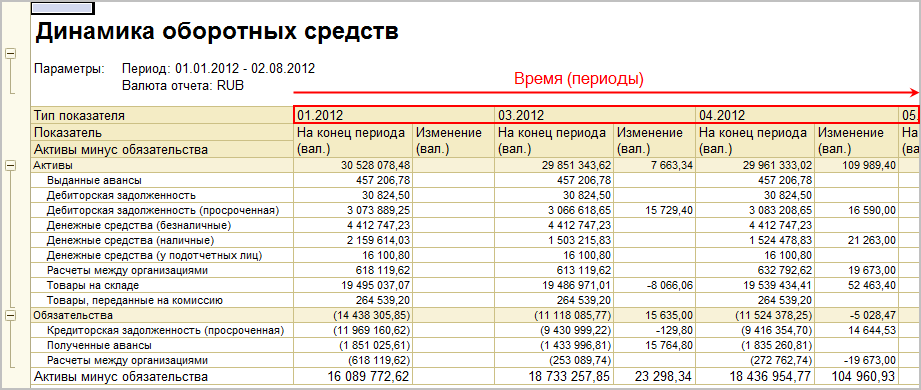 Динамика оборотных средств
Параметры: Период: 01.01.2012 - 02.08.2012
Валюта отчета: RUB
Время (периоды)
Тип показателя 01.2012 03.2012 04.2012 05.
Показатель На конец периода (вал.) Изменение (вал.) На конец периода (вал.) Изменение (вал.) На конец периода (вал.) Изменение (вал.) На (ва
Активы минус обязательства
Активы 30 528 078,48 29 851 343,62 7 663,34 29 961 333,02 109 989,40
Выданные авансы 457 206,78 457 206,78 457 206,78
Дебиторская задолженность 30 824,50 30 824,50 30 824,50
Дебиторская задолженность (просроченная) 3 073 889,25 3 066 618,65 15 729,40 3 083 208,65 16 590,00
Денежные средства (безналичные) 4 412 747,23 4 412 747,23 4 412 747,23
Денежные средства (наличные) 2 159 614,03 1 503 215,83 1 524 478,83 21 263,00
Денежные средства (у подотчетных лиц) 16 100,80 16 100,80 16 100,80
Расчеты между организациями 618 119,62 613 119,62 632 792,62 19 673,00
Товары на складе 19 495 037,07 19 486 971,01 -8 066,06 19 539 434,41 52 463,40
Товары, переданные на комиссию 264 539,20 264 539,20 264 539,20
Обязательства (14 438 305,85) (11 118 085,77) 15 635,00 (11 524 378,25) -5 028,47
Кредиторская задолженность (просроченная) (11 969 160,62) (9 430 999,22) -129,80 (9 416 354,70) 14 644,53
Полученные авансы (1 851 025,61) (1 433 996,81) 15 764,80 (1 835 260,81)
Расчеты между организациями (618 119,62) (253 089,74) (272 762,74) -19 673,00
Активы минус обязательства 16 089 772,62 18 733 257,85 23 298,34 18 436 954,77 104 960,93